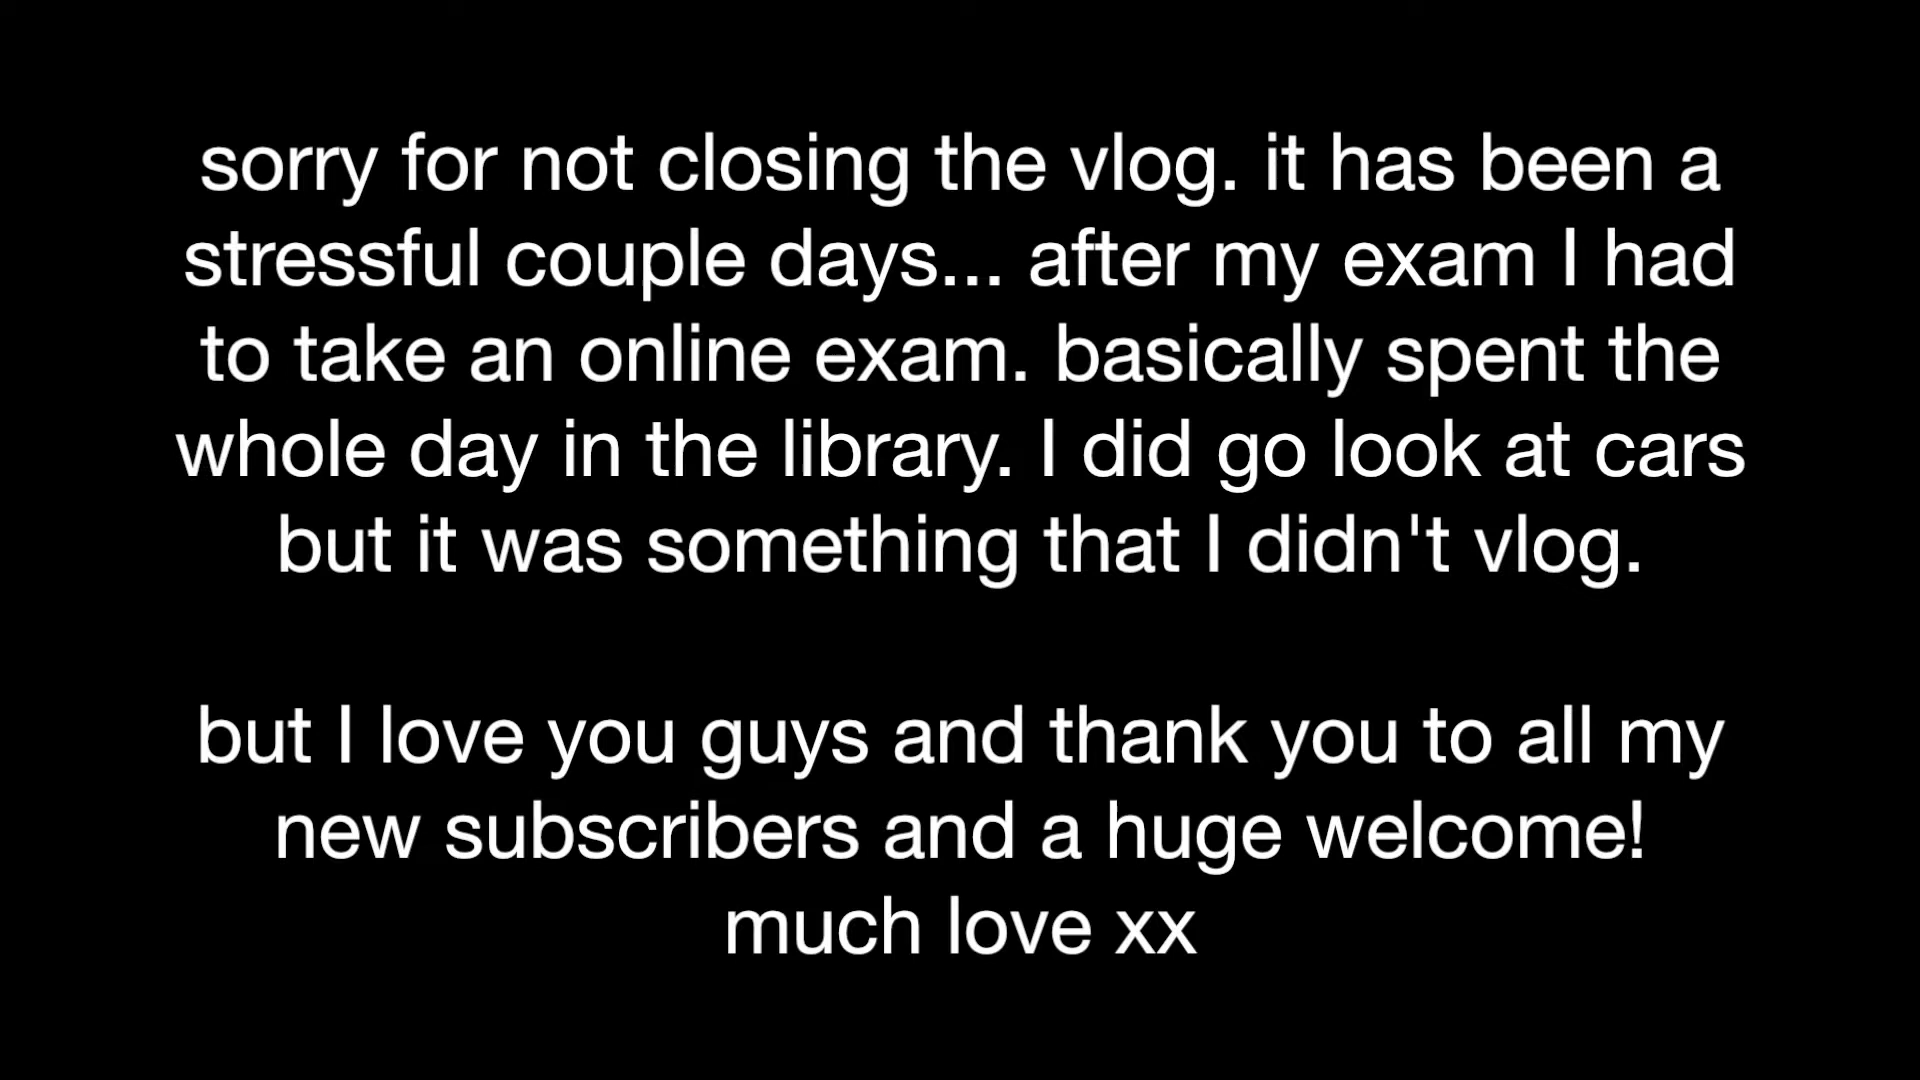 sorry for not closing the vlog. it has been a
stressful couple days... after my exam I had
to take an online exam. basically spent the
whole day in the library. I did go look at cars
but it was something that I didn't vlog.
but I love you guys and thank you to all my
new subscribers and a huge welcome!
much love xx